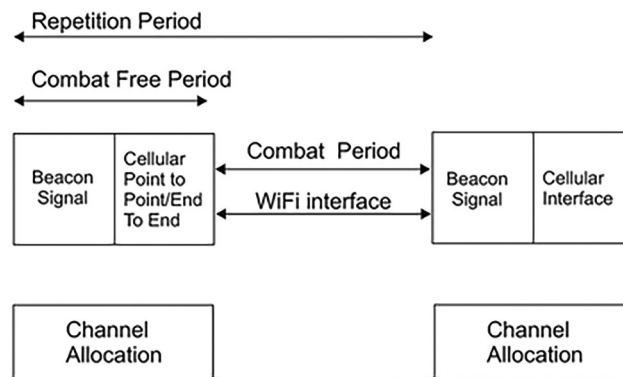 Repetition Period
Combat Free Period
Beacon
Signal
Cellular
Point to
Point/End
To End
Combat Period
WiFi interface
Beacon
Signal
Cellular
Interface
Channel
Allocation
Channel
Allocation